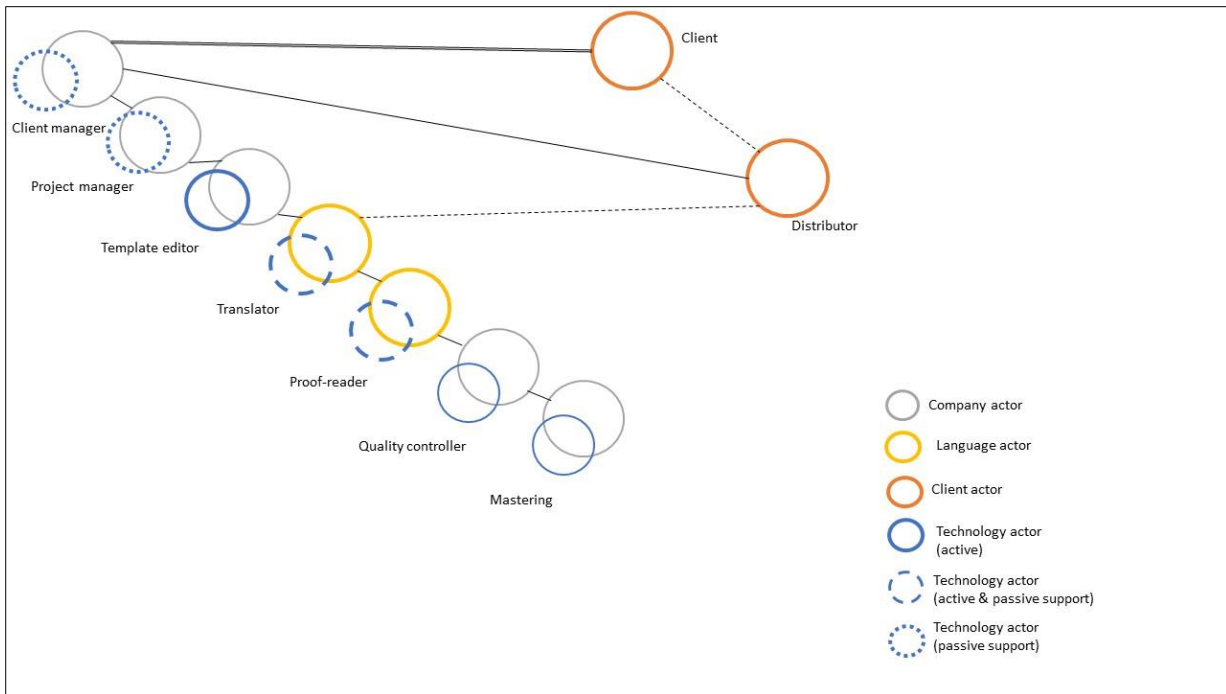 Client
Client manager
Project manager
Distributor
Template editor
Translator
Proof-reader
Quality controller
Mastering
Company actor
Language actor
Client actor
Technology actor
(active)
Technology actor
(active & passive support)
Technology actor
(passive support)